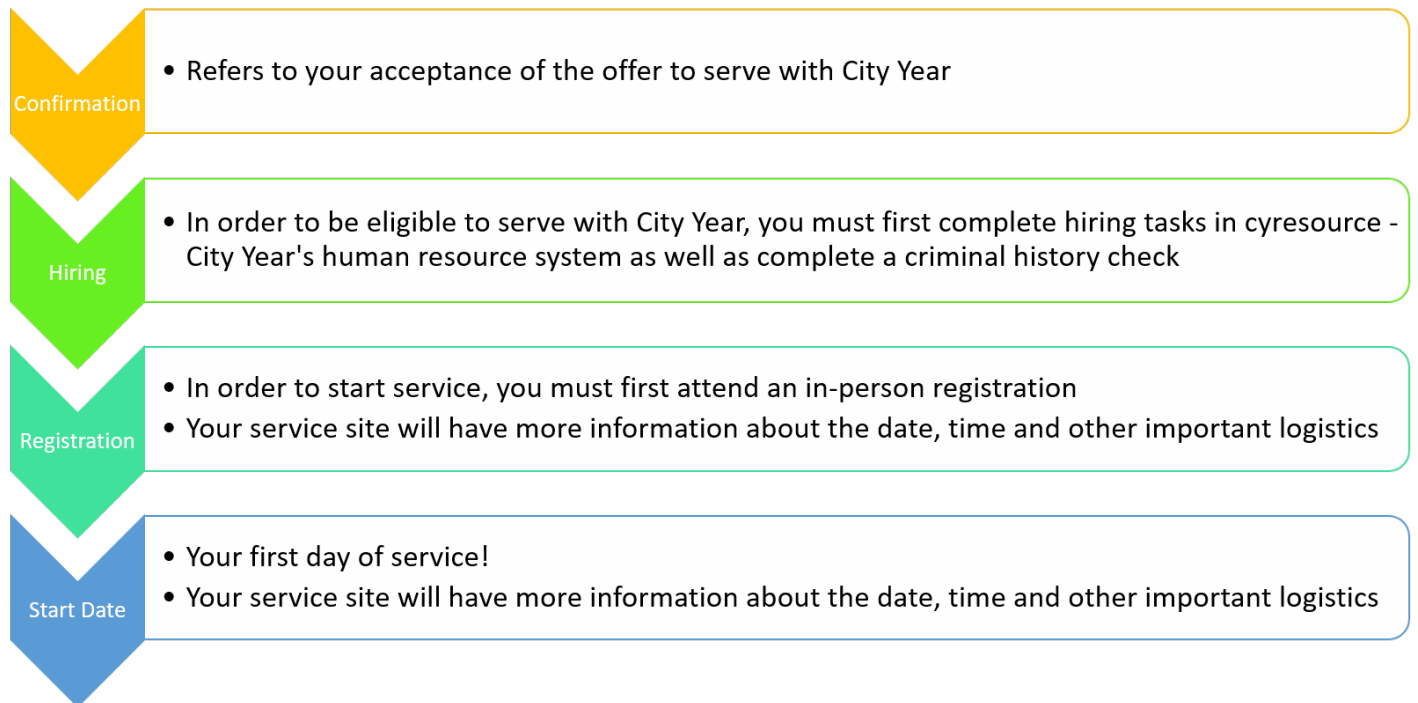 Confirmation
• Refers to your acceptance of the offer to serve with City Year
Hiring
• In order to be eligible to serve with City Year, you must first complete hiring tasks in cyresource -
City Year's human resource system as well as complete a criminal history check
Registration
• In order to start service, you must first attend an in-person registration
• Your service site will have more information about the date, time and other important logistics
Start Date
• Your first day of service!
• Your service site will have more information about the date, time and other important logistics